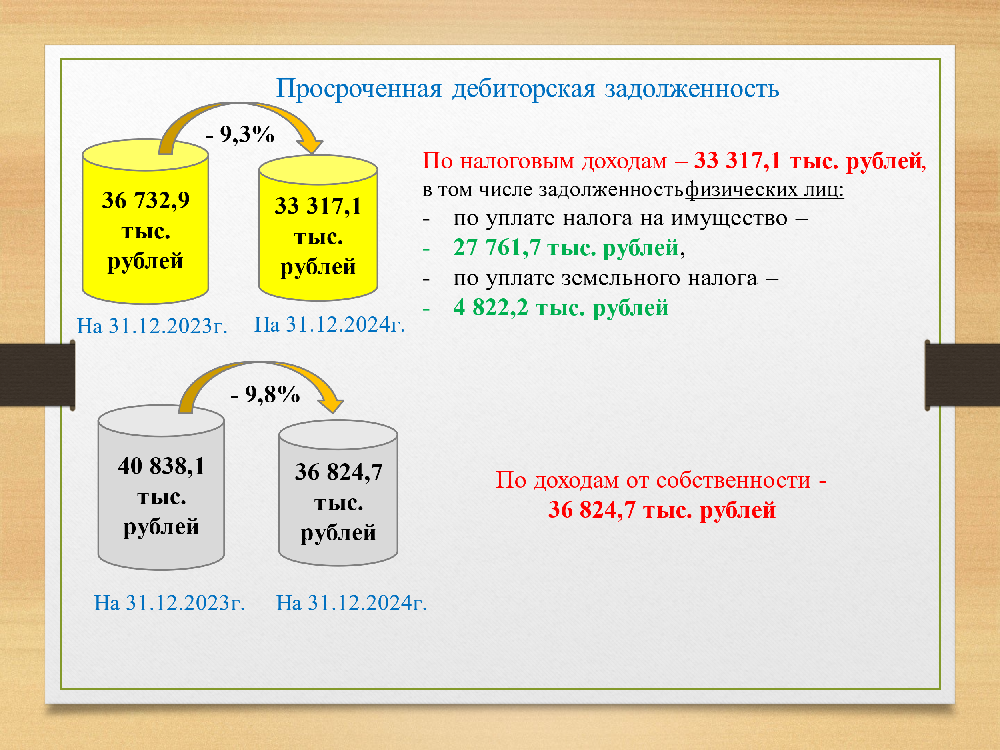 Просроченная дебиторская задолженность
- 9,3%
36 732,9
тыс.
рублей
33 317,1
тыс.
рублей
На 31.12.2023г.
На 31.12.2024г.
По налоговым доходам – 33 317,1 тыс. рублей,
в том числе задолженность физических лиц:
- по уплате налога на имущество –
- 27 761,7 тыс. рублей,
- по уплате земельного налога –
- 4 822,2 тыс. рублей
- 9,8%
40 838,1
тыс.
рублей
36 824,7
тыс.
рублей
На 31.12.2023г.
На 31.12.2024г.
По доходам от собственности -
36 824,7 тыс. рублей